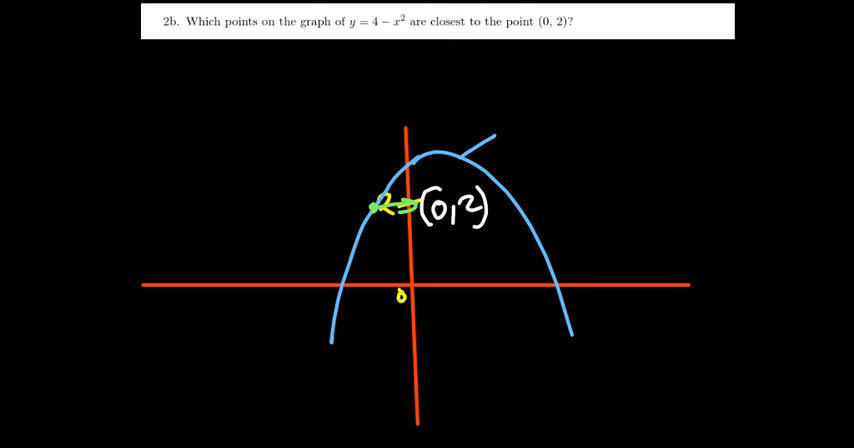 2b. Which points on the graph of y = 4 − x² are closest to the point (0, 2)?
2
(0,2)
0